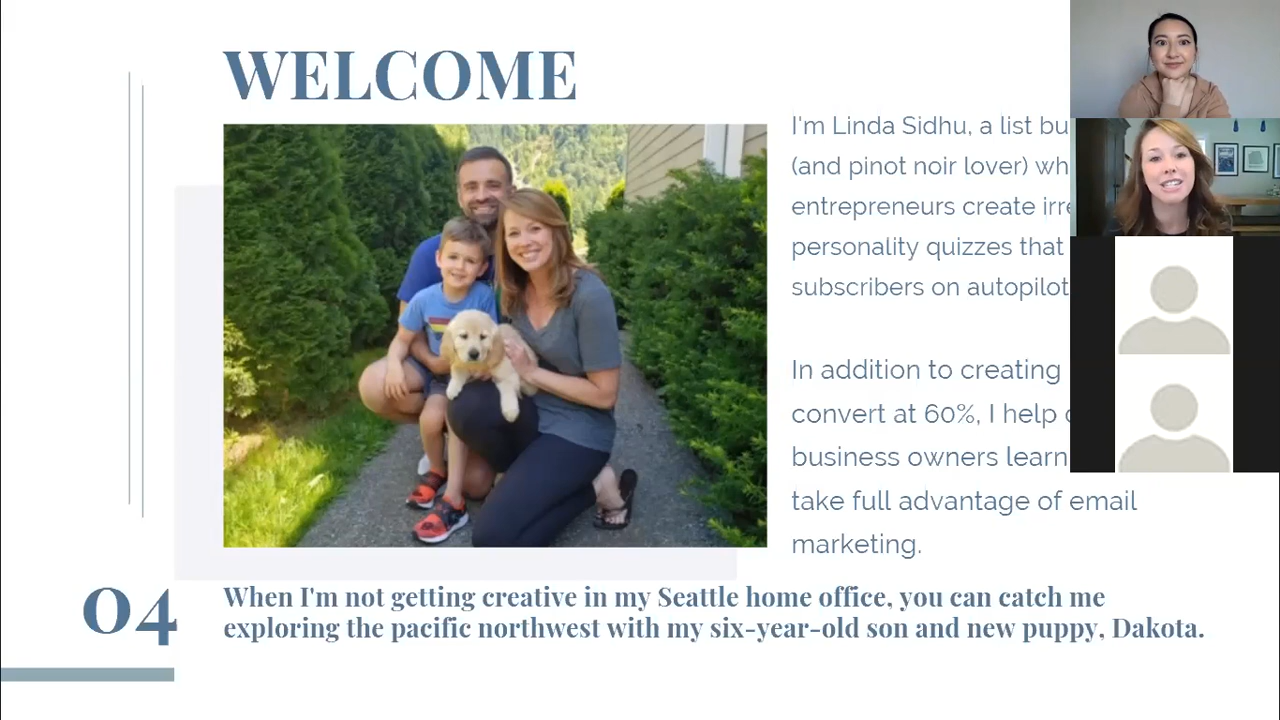 WELCOME
I'm Linda Sidhu, a list
(and pinot noir lover)
entrepreneurs create
personality quizzes that
subscribers on autopilot
In addition to creating
convert at 60%, I help
business owners learn
take full advantage of email
marketing.
04
When I'm not getting creative in my Seattle home office, you can catch me
exploring the pacific northwest with my six-year-old son and new puppy, Dakota.